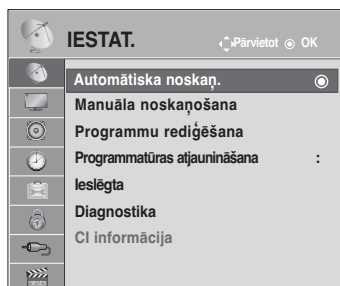 IESTAT. Pārvietot OK
Automātiska noskaņ.
Manuāla noskaņošana
Programmu rediģēšana
Programmatūras atjaunināšana :
Ieslēgta
Diagnostika
CI informācija